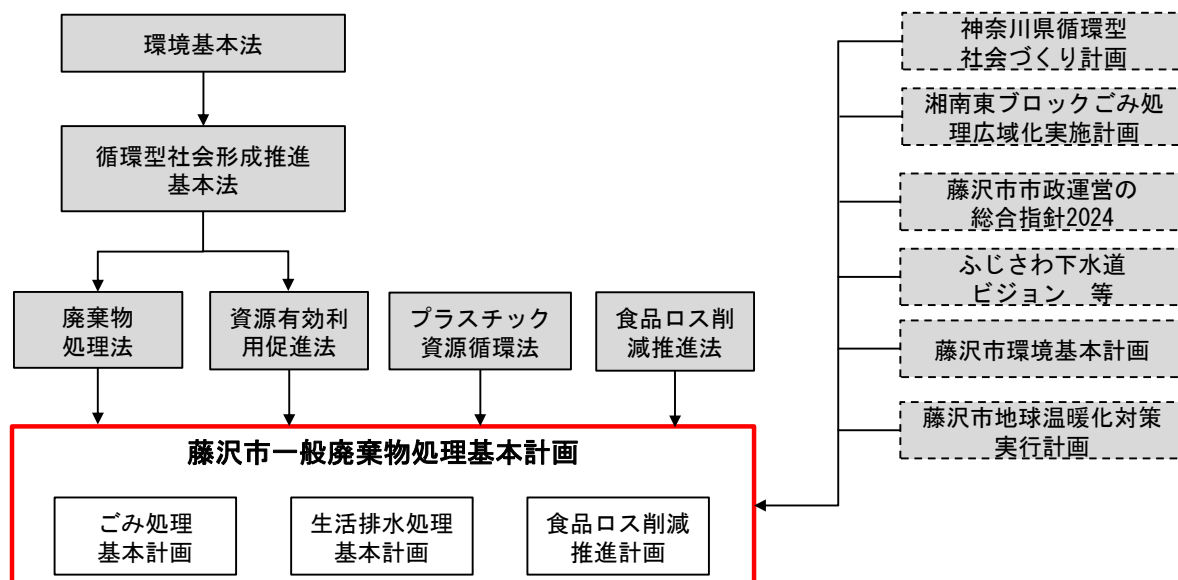 環境基本法
循環型社会形成推進
基本法
廃棄物
処理法
資源有効利
用促進法
プラスチック
資源循環法
食品ロス削
減推進法
藤沢市一般廃棄物処理基本計画
ごみ処理
基本計画
生活排水処理
基本計画
食品ロス削減
推進計画
神奈川県循環型
社会づくり計画
湘南東ブロックごみ処
理広域化実施計画
藤沢市市政運営の
総合指針2024
ふじさわ下水道
ビジョン　等
藤沢市環境基本計画
藤沢市地球温暖化対策
実行計画